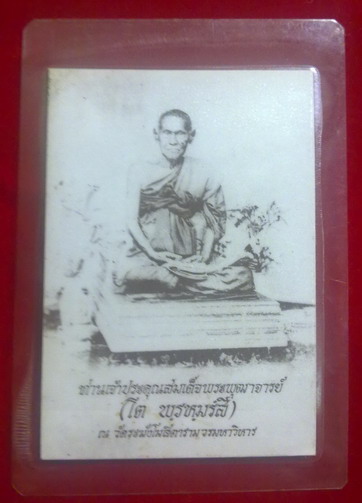 ท่านเจ้าประคุณสมเด็จพระพุฒาจารย์
(โต พฺรหฺมรํสี)
ณ วัดระฆังโฆสิตาราม วรมหาวิหาร